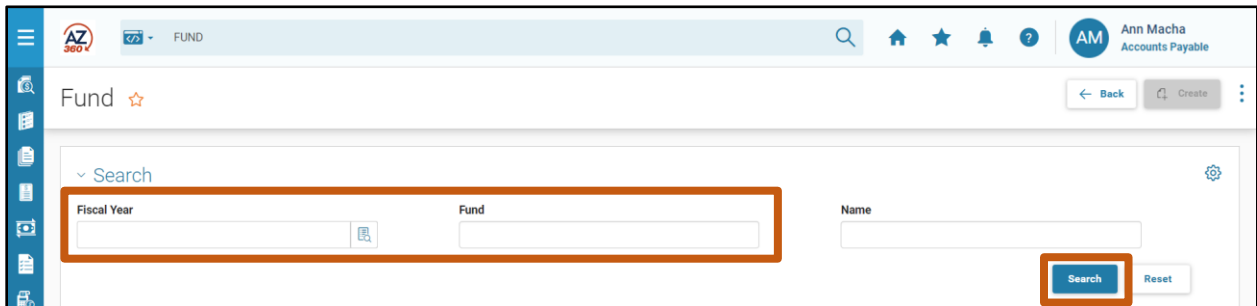 AZ
360
</>
FUND
?
AM
Ann Macha
Accounts Payable
Fund
Back
Create
Search
Fiscal Year
Fund
Name
Search
Reset